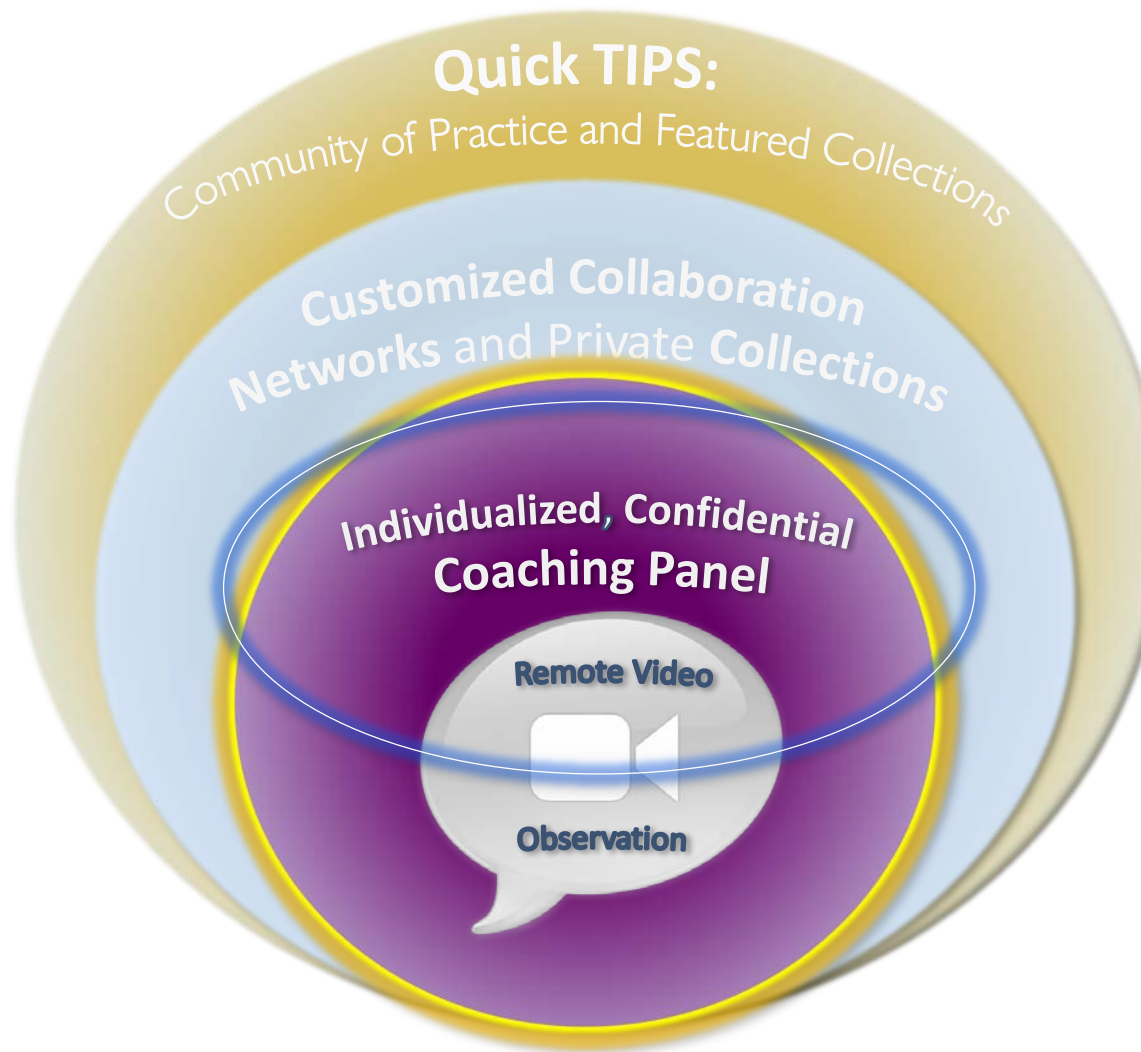 Quick TIPS:
Community of Practice and Featured Collections
Customized Collaboration
Networks and Private Collections
Individualized, Confidential
Coaching Panel
Remote Video
Observation